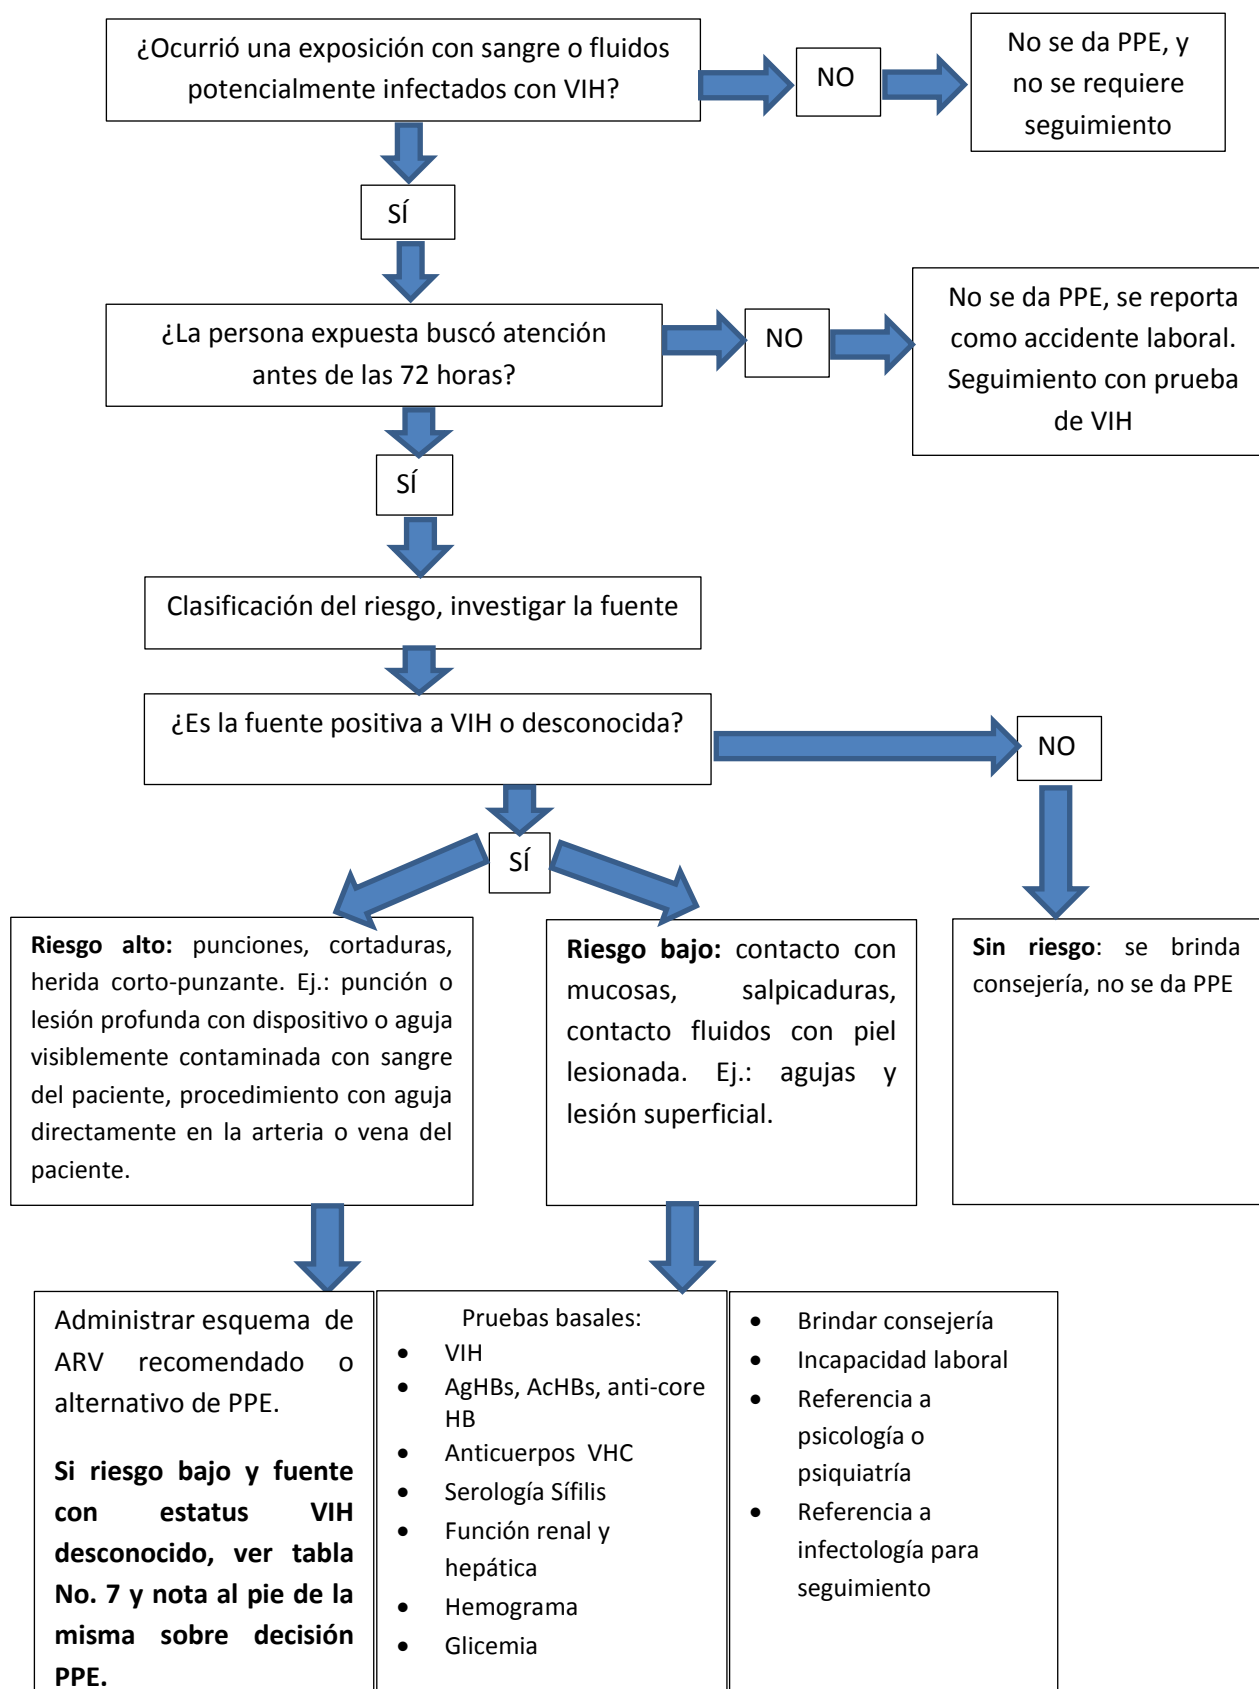 ¿Ocurrió una exposición con sangre o fluidos
potencialmente infectados con VIH?
NO
No se da PPE, y
no se requiere
seguimiento
SÍ
¿La persona expuesta buscó atención
antes de las 72 horas?
NO
No se da PPE, se reporta
como accidente laboral.
Seguimiento con prueba
de VIH
SÍ
Clasificación del riesgo, investigar la fuente
¿Es la fuente positiva a VIH o desconocida?
NO
SÍ
Riesgo alto: punciones, cortaduras,
herida corto-punzante. Ej.: punción o
lesión profunda con dispositivo o aguja
visiblemente contaminada con sangre
del paciente, procedimiento con aguja
directamente en la arteria o vena del
paciente.
Riesgo bajo: contacto con
mucosas, salpicaduras,
contacto fluidos con piel
lesionada. Ej.: agujas y
lesión superficial.
Sin riesgo: se brinda
consejería, no se da PPE
Administrar esquema de
ARV recomendado o
alternativo de PPE.
Si riesgo bajo y fuente
con estatus VIH
desconocido, ver tabla
No. 7 y nota al pie de la
misma sobre decisión
PPE.
Pruebas basales:
• VIH
• AgHBs, AcHBs, anti-core
HB
• Anticuerpos VHC
• Serología Sífilis
• Función renal y
hepática
• Hemograma
• Glicemia
• Brindar consejería
• Incapacidad laboral
• Referencia a
psicología o
psiquiatría
• Referencia a
infectología para
seguimiento